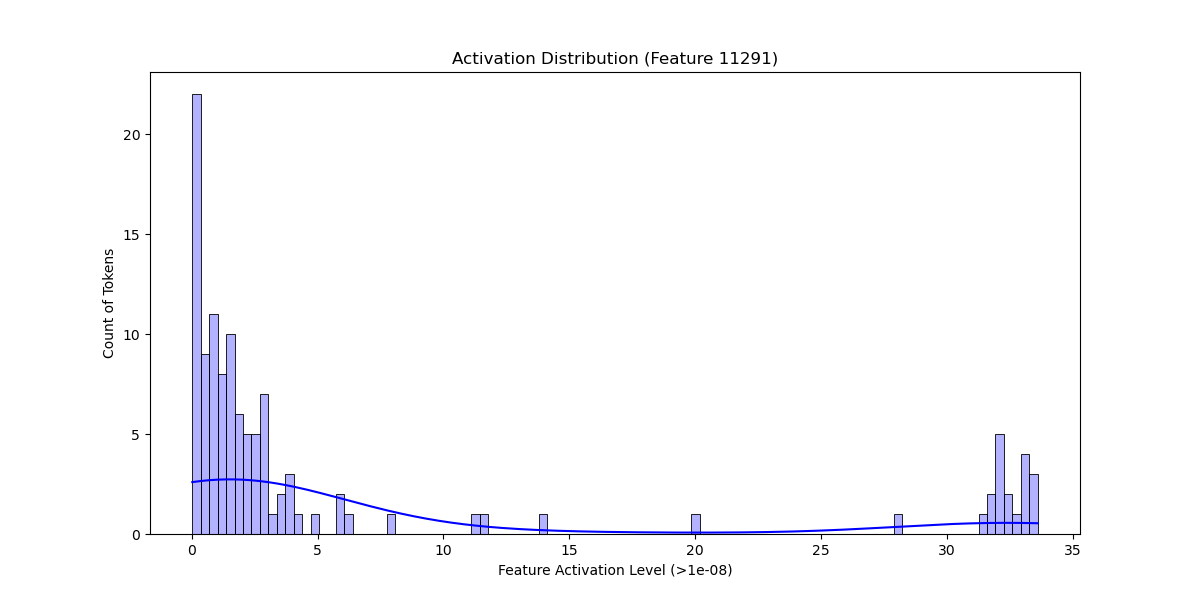 Activation Distribution (Feature 11291)
Count of Tokens
20
15
10
5
0
0 5 10 15 20 25 30 35
Feature Activation Level (>1e-08)